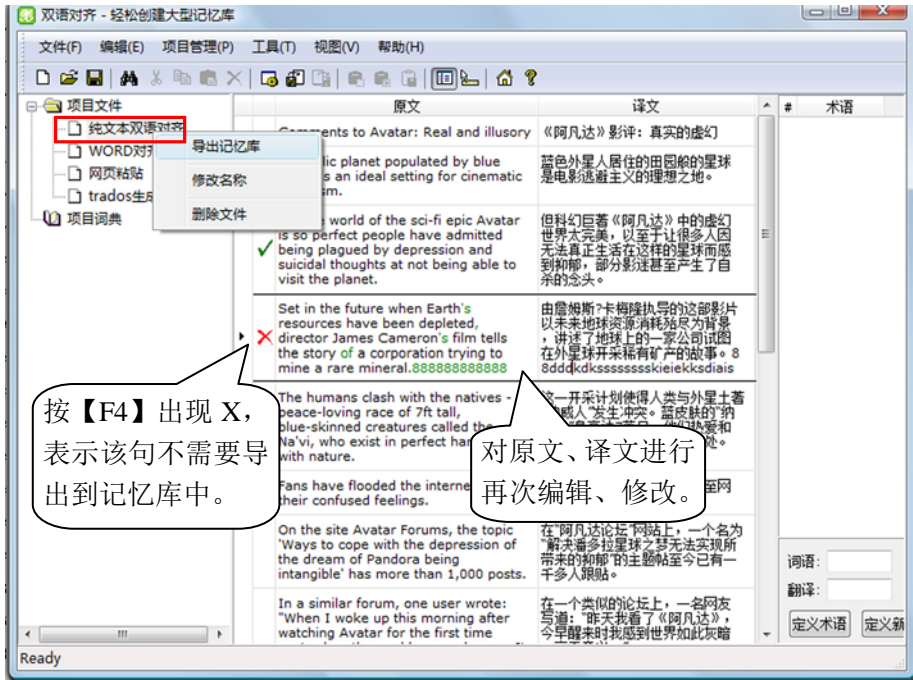 双语对齐 - 轻松创建大型记忆库
文件(F) 编辑(E) 项目管理(P) 工具(T) 视图(V) 帮助(H)
项目文件
纯文本双语对齐
WORD对齐
网页粘贴
trados生成
项目词典
导出记忆库
修改名称
删除文件
原文 译文
Comments to Avatar: Real and illusory
《阿凡达》影评：真实的虚幻
lic planet populated by blue
s an ideal setting for cinematic
sm.
蓝色外星人居住的田园般的星球
是电影逃避主义的理想之地。
world of the sci-fi epic Avatar
is so perfect people have admitted
being plagued by depression and
suicidal thoughts at not being able to
visit the planet.
但科幻巨著《阿凡达》中的虚幻
世界太完美，以至于让很多人因
无法真正生活在这样的星球而感
到抑郁，部分影迷甚至产生了自
杀的念头。
Set in the future when Earth's
resources have been depleted,
director James Cameron's film tells
the story of a corporation trying to
mine a rare mineral.888888888888
由詹姆斯?卡梅隆执导的这部影片
以未来地球资源消耗殆尽为背景
，讲述了地球上的一家公司试图
在外星球开采稀有矿产的故事。8
8dddkdkssssssssskieiekksdiais
The humans clash with the natives -
peace-loving race of 7ft tall,
blue-skinned creatures called the
Na'vi, who exist in perfect har
with nature.
这一开采计划使得人类与外星土著
威人"发生冲突。蓝皮肤的"纳
热爱和
处。
Fans have flooded the interne
their confused feelings.
至网
On the site Avatar Forums, the topic
'Ways to cope with the depression of
the dream of Pandora being
intangible' has more than 1,000 posts.
在"阿凡达论坛"网站上，一个名为
"解决潘多拉星球之梦无法实现所
带来的抑郁"的主题帖至今已有一
千多人跟贴。
In a similar forum, one user wrote:
"When I woke up this morning after
watching Avatar for the first time
在一个类似的论坛上，一名网友
写道："昨天我看了《阿凡达》，
今早醒来时我感到世界如此灰暗
按【F4】出现 X，
表示该句不需要导
出到记忆库中。
对原文、译文进行
再次编辑、修改。
# 术语
词语:
翻译:
定义术语 定义新
Ready